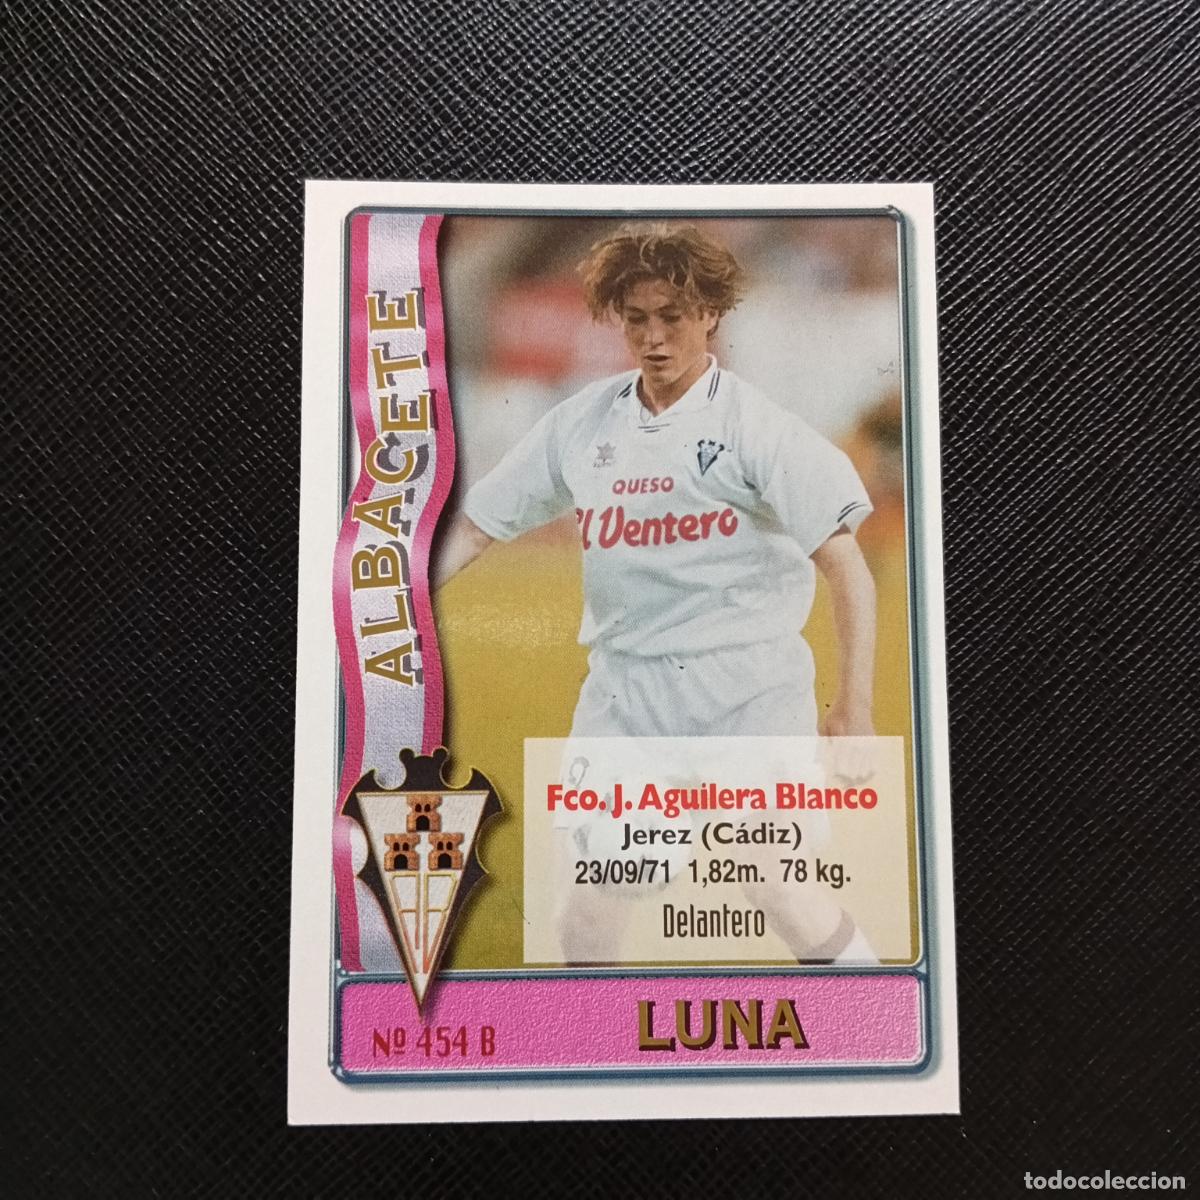 ALBACETE
QUESO
El Ventero
Fco. J. Aguilera Blanco
Jerez (Cádiz)
23/09/71 1,82m. 78 kg.
Delantero
Nº 454 B
LUNA
todocoleccion